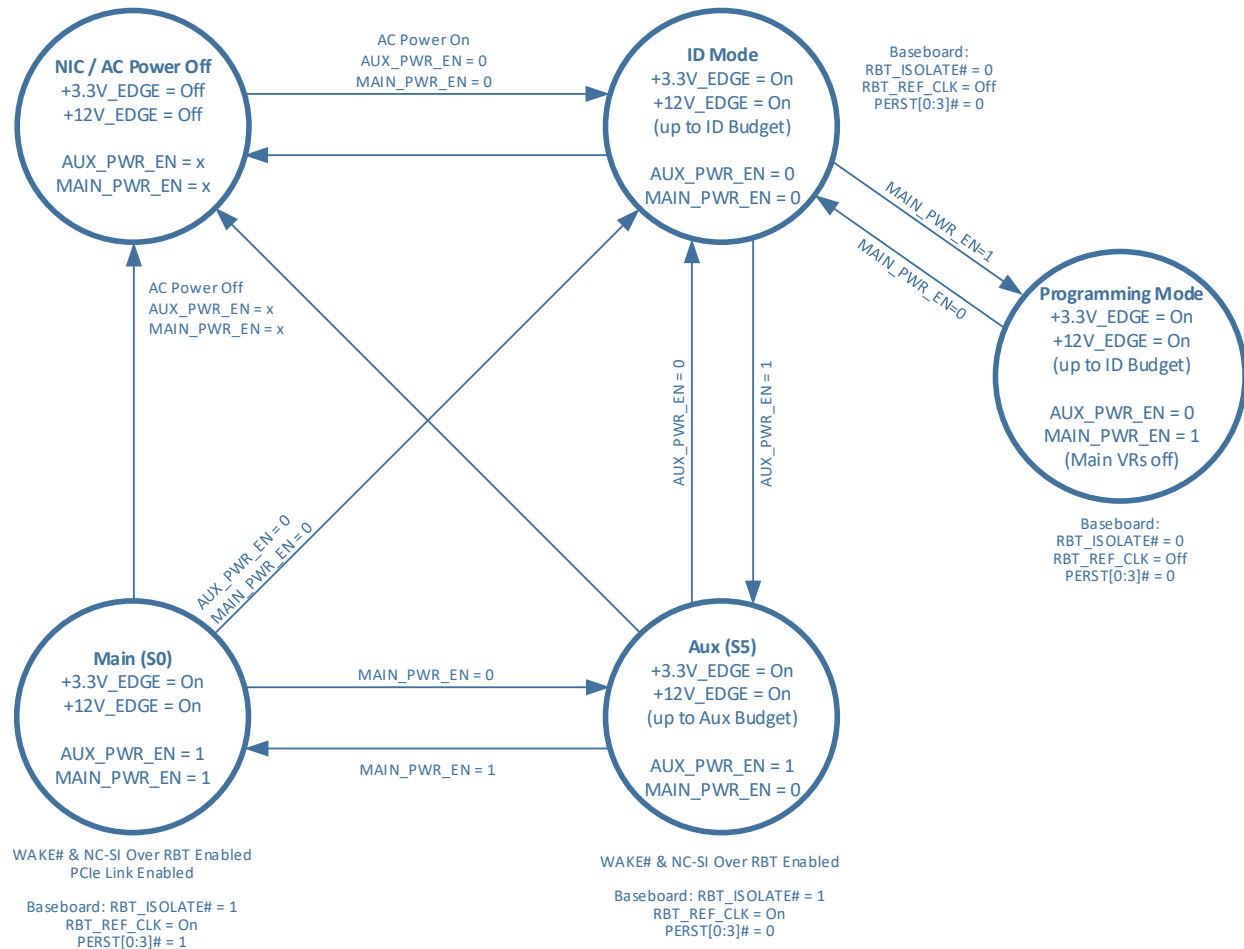 NIC / AC Power Off
+3.3V_EDGE = Off
+12V_EDGE = Off
AUX_PWR_EN = x
MAIN_PWR_EN = x
AC Power On
AUX_PWR_EN = 0
MAIN_PWR_EN = 0
ID Mode
+3.3V_EDGE = On
+12V_EDGE = On
(up to ID Budget)
AUX_PWR_EN = 0
MAIN_PWR_EN = 0
Baseboard:
RBT_ISOLATE# = 0
RBT_REF_CLK = Off
PERST[0:3]# = 0
MAIN_PWR_EN=1
MAIN_PWR_EN=0
Programming Mode
+3.3V_EDGE = On
+12V_EDGE = On
(up to ID Budget)
AUX_PWR_EN = 0
MAIN_PWR_EN = 1
(Main VRs off)
Baseboard:
RBT_ISOLATE# = 0
RBT_REF_CLK = Off
PERST[0:3]# = 0
AC Power Off
AUX_PWR_EN = x
MAIN_PWR_EN = x
AUX_PWR_EN = 0
AUX_PWR_EN = 1
AUX_PWR_EN = 0
MAIN_PWR_EN = 0
Main (S0)
+3.3V_EDGE = On
+12V_EDGE = On
AUX_PWR_EN = 1
MAIN_PWR_EN = 1
MAIN_PWR_EN = 0
MAIN_PWR_EN = 1
Aux (S5)
+3.3V_EDGE = On
+12V_EDGE = On
(up to Aux Budget)
AUX_PWR_EN = 1
MAIN_PWR_EN = 0
WAKE# & NC-SI Over RBT Enabled
PCIe Link Enabled
Baseboard: RBT_ISOLATE# = 1
RBT_REF_CLK = On
PERST[0:3]# = 1
WAKE# & NC-SI Over RBT Enabled
Baseboard: RBT_ISOLATE# = 1
RBT_REF_CLK = On
PERST[0:3]# = 0